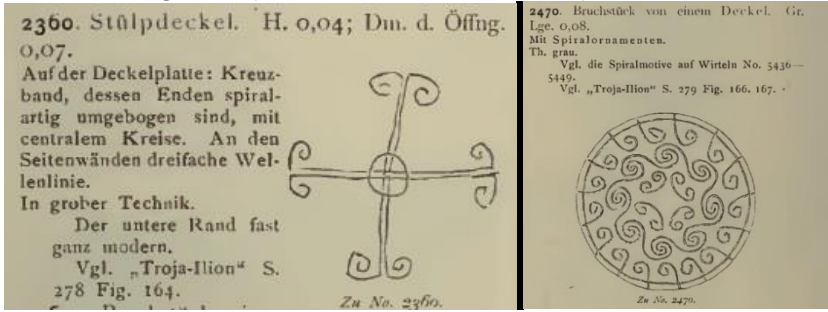 2360. Stülpdeckel. H. 0,04; Dm. d. Öffng.
0,07.
Auf der Deckelplatte: Kreuz-
band, dessen Enden spiral-
artig umgebogen sind, mit
centralem Kreise. An den
Seitenwänden dreifache Wel-
lenlinie.
In grober Technik.
Der untere Rand fast
ganz modern.
Vgl. „Troja-Ilion“ S.
278 Fig. 164.
Zu No. 2360.
2470. Bruchstück von einem Deckel. Gr.
Lge. 0,08.
Mit Spiralornamenten.
Th. grau.
Vgl. die Spiralmotive auf Wirteln No. 5436—
5449.
Vgl. „Troja-Ilion“ S. 279 Fig. 166. 167.
Zu No. 2470.